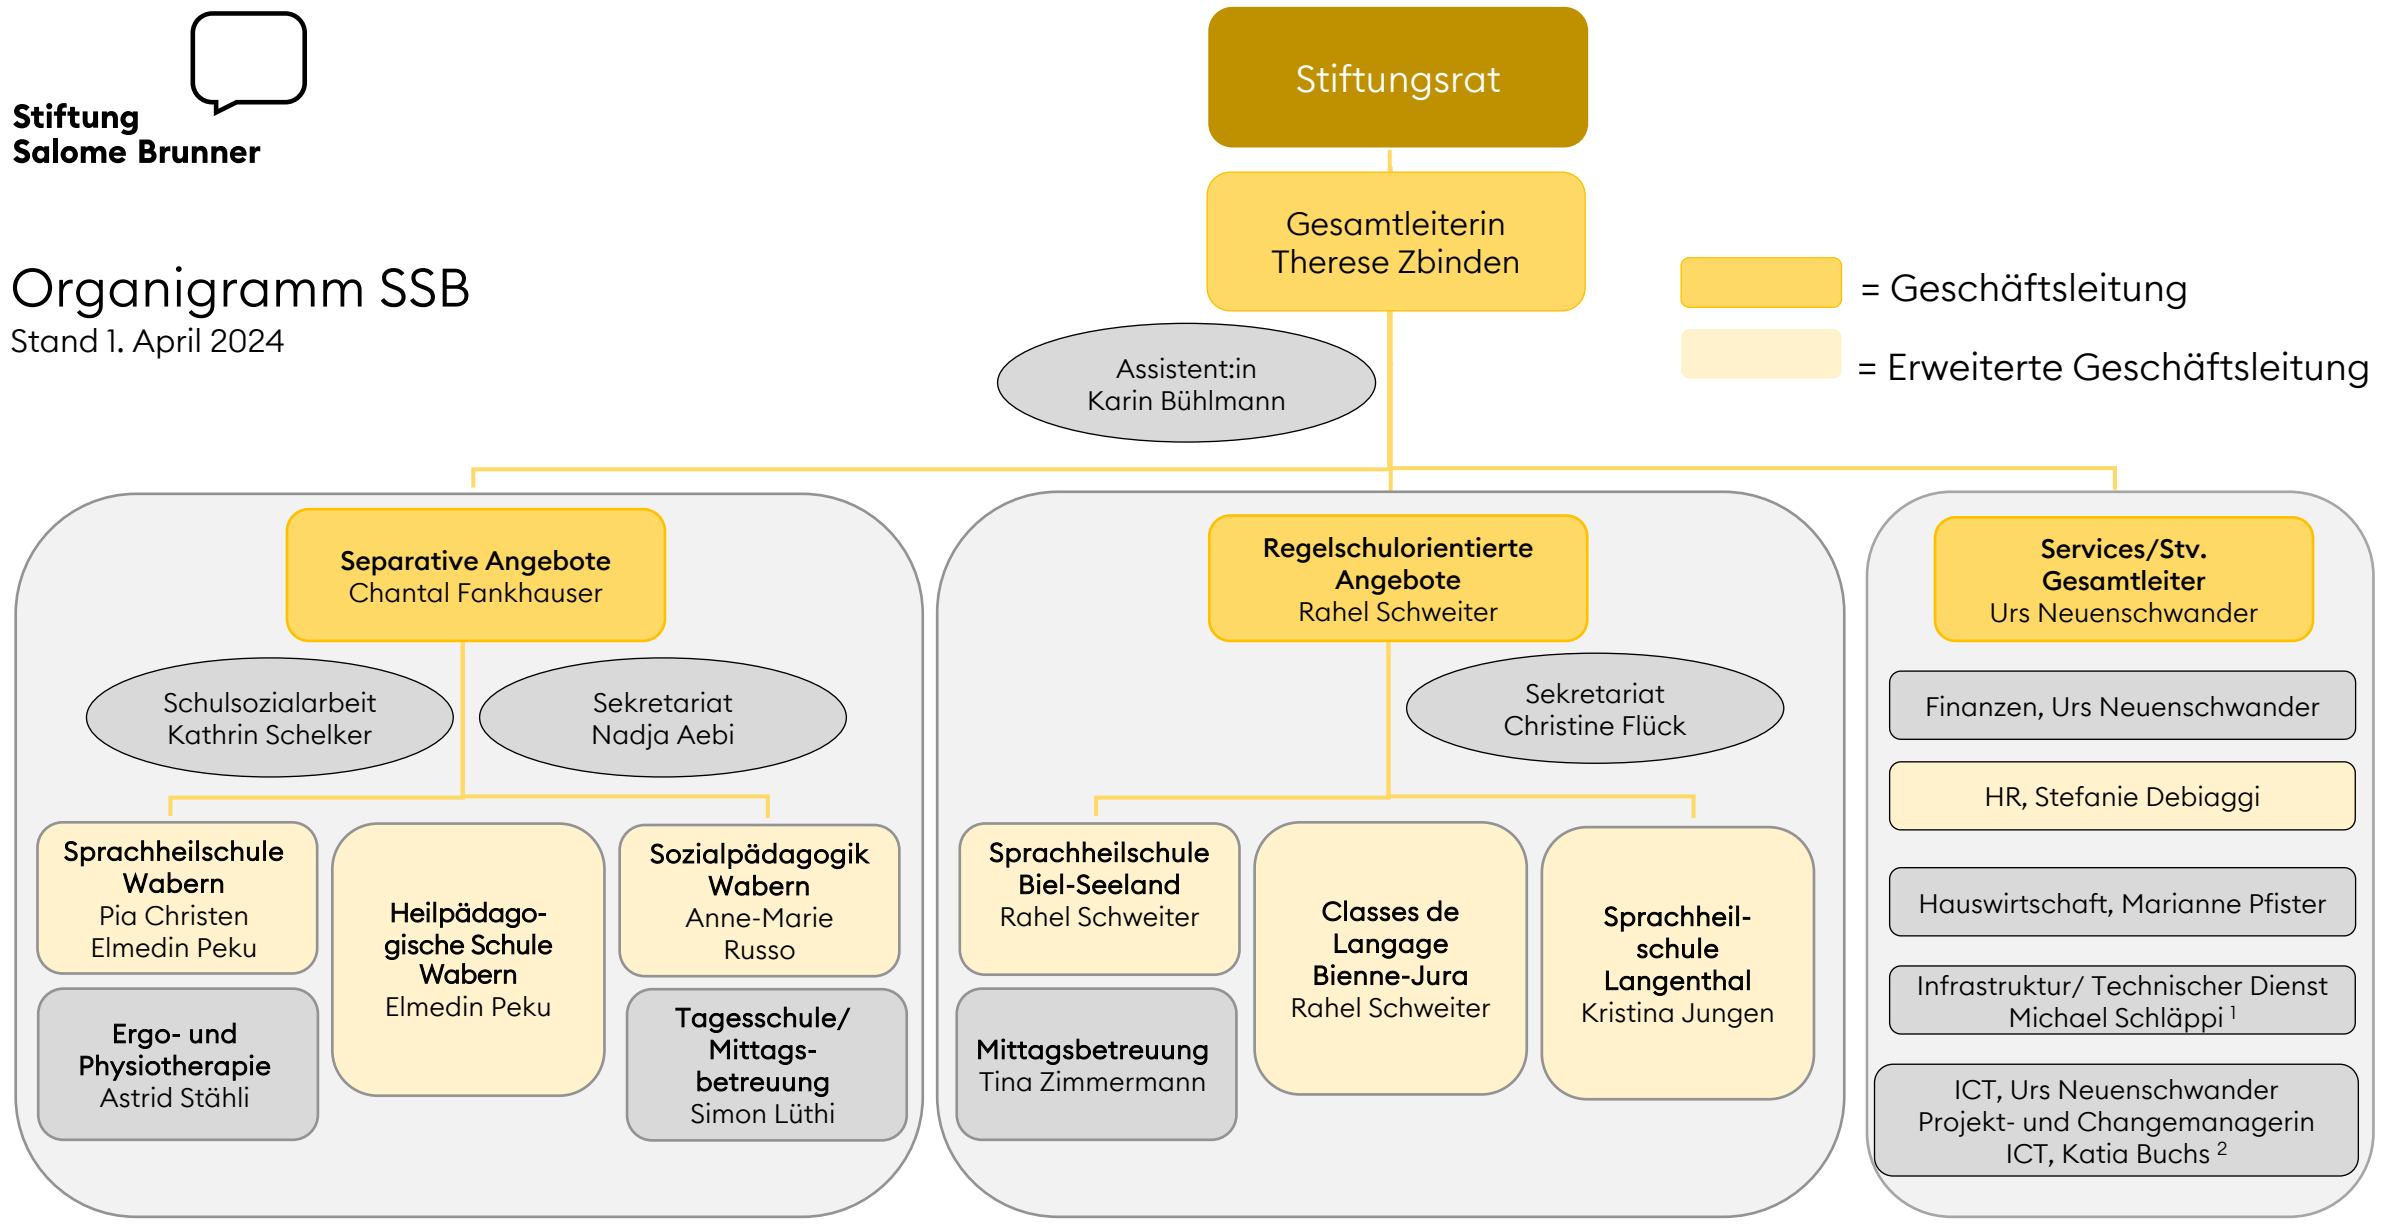 Stiftung
Salome Brunner
Organigramm SSB
Stand 1. April 2024
Stiftungsrat
Gesamtleiterin
Therese Zbinden
= Geschäftsleitung
= Erweiterte Geschäftsleitung
Assistent:in
Karin Bühlmann
Separative Angebote
Chantal Fankhauser
Schulsozialarbeit
Kathrin Schelker
Sekretariat
Nadja Aebi
Sprachheilschule
Wabern
Pia Christen
Elmedin Peku
Ergo- und
Physiotherapie
Astrid Stähli
Heilpädago-
gische Schule
Wabern
Elmedin Peku
Sozialpädagogik
Wabern
Anne-Marie
Russo
Tagesschule/
Mittags-
betreuung
Simon Lüthi
Regelschulorientierte
Angebote
Rahel Schweiter
Sekretariat
Christine Flück
Sprachheilschule
Biel-Seeland
Rahel Schweiter
Mittagsbetreuung
Tina Zimmermann
Classes de
Langage
Bienne-Jura
Rahel Schweiter
Sprachheil-
schule
Langenthal
Kristina Jungen
Services/Stv.
Gesamtleiter
Urs Neuenschwander
Finanzen, Urs Neuenschwander
HR, Stefanie Debiaggi
Hauswirtschaft, Marianne Pfister
Infrastruktur/ Technischer Dienst
Michael Schläppi ¹
ICT, Urs Neuenschwander
Projekt- und Changemanagerin
ICT, Katia Buchs ²